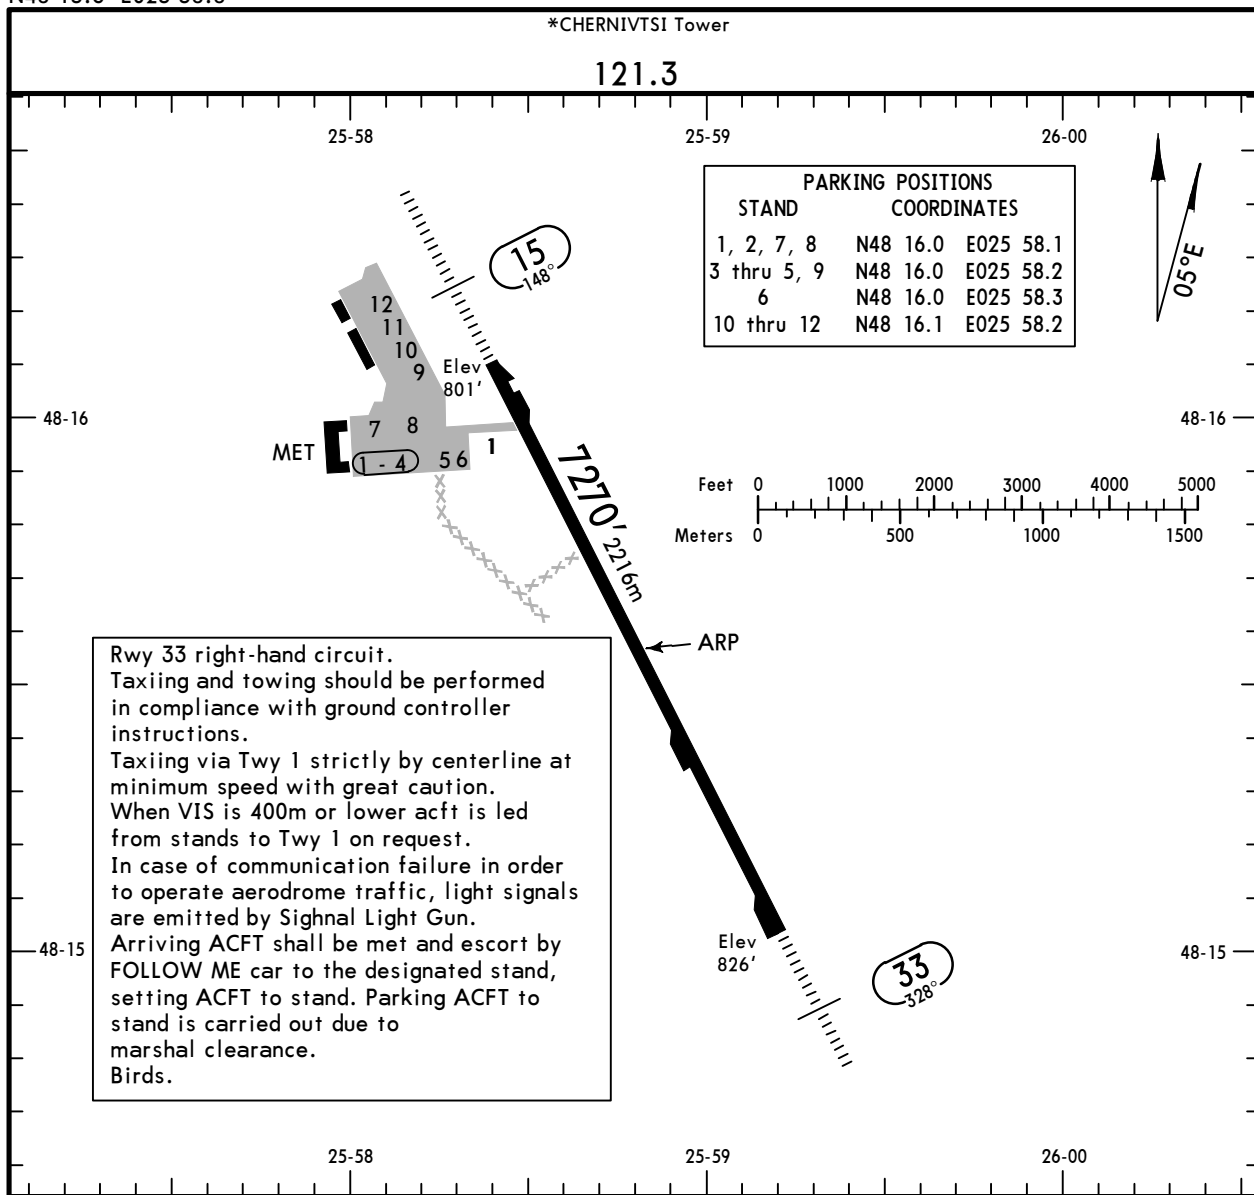 *CHERNIVTSI Tower
121.3
25-58
25-59
26-00
PARKING POSITIONS
STAND COORDINATES
1, 2, 7, 8 N48 16.0 E025 58.1
3 thru 5, 9 N48 16.0 E025 58.2
6 N48 16.0 E025 58.3
10 thru 12 N48 16.1 E025 58.2
05°E
15
148°
12
11
10
9
Elev
801'
48-16
48-16
7
8
MET
1 - 4
5 6
1
7270'
2216m
Feet 0 1000 2000 3000 4000 5000
Meters 0 500 1000 1500
ARP
Rwy 33 right-hand circuit.
Taxiing and towing should be performed
in compliance with ground controller
instructions.
Taxiing via Twy 1 strictly by centerline at
minimum speed with great caution.
When VIS is 400m or lower acft is led
from stands to Twy 1 on request.
In case of communication failure in order
to operate aerodrome traffic, light signals
are emitted by Sighnal Light Gun.
Arriving ACFT shall be met and escort by
FOLLOW ME car to the designated stand,
setting ACFT to stand. Parking ACFT to
stand is carried out due to
marshal clearance.
Birds.
48-15
48-15
Elev
826'
33
328°
25-58
25-59
26-00